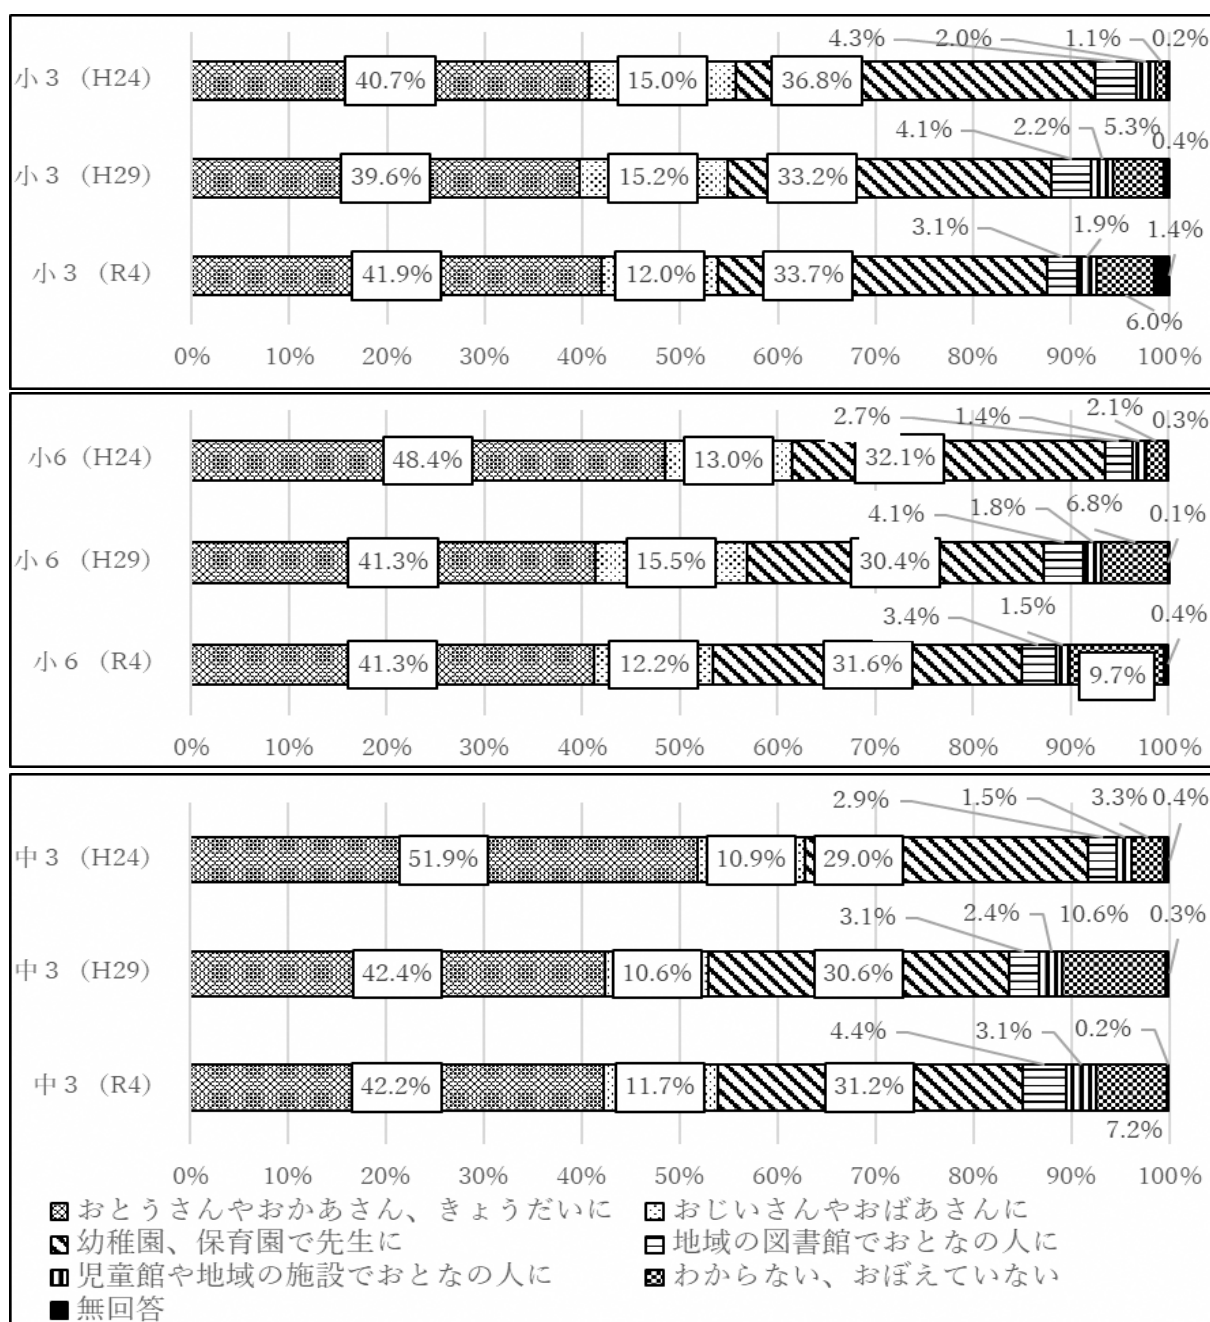 4.3% 2.0% 1.1% 0.2%
小3 (H24) 40.7% 15.0% 36.8%
4.1% 2.2% 5.3% 0.4%
小3 (H29) 39.6% 15.2% 33.2%
3.1% 1.9% 1.4%
小3 (R4) 41.9% 12.0% 33.7%
6.0%
0% 10% 20% 30% 40% 50% 60% 70% 80% 90% 100%
2.7% 1.4% 2.1% 0.3%
小6 (H24) 48.4% 13.0% 32.1%
4.1% 1.8% 6.8% 0.1%
小6 (H29) 41.3% 15.5% 30.4%
3.4% 1.5% 0.4%
小6 (R4) 41.3% 12.2% 31.6% 9.7%
0% 10% 20% 30% 40% 50% 60% 70% 80% 90% 100%
2.9% 1.5% 3.3% 0.4%
中3 (H24) 51.9% 10.9% 29.0%
3.1% 2.4% 10.6% 0.3%
中3 (H29) 42.4% 10.6% 30.6%
4.4% 3.1% 0.2%
中3 (R4) 42.2% 11.7% 31.2%
7.2%
0% 10% 20% 30% 40% 50% 60% 70% 80% 90% 100%
おとうさんやおかあさん、きょうだいに おじいさんやおばあさんに
幼稚園、保育園で先生に 地域の図書館でおとなの人に
児童館や地域の施設でおとなの人に わからない、おぼえていない
無回答